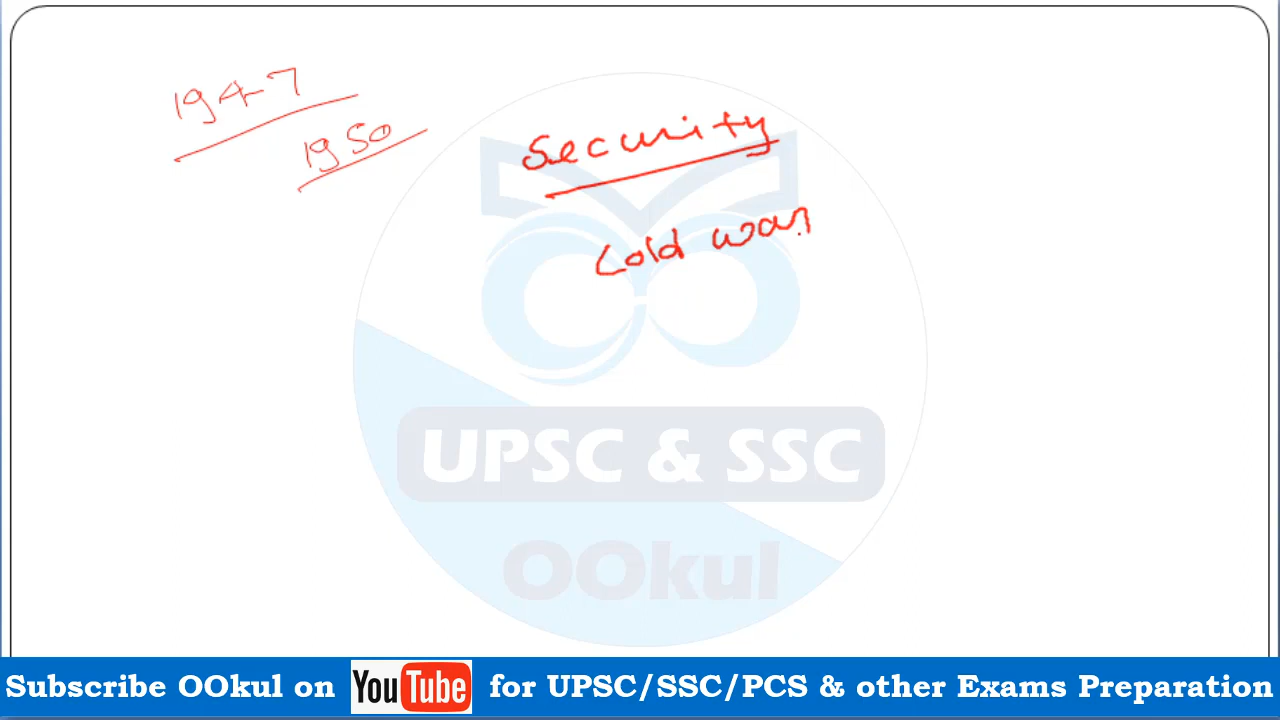 1947
1950
Security
Cold war
UPSC & SSC
OOkul
Subscribe OOkul on YouTube for UPSC/SSC/PCS & other Exams Preparation